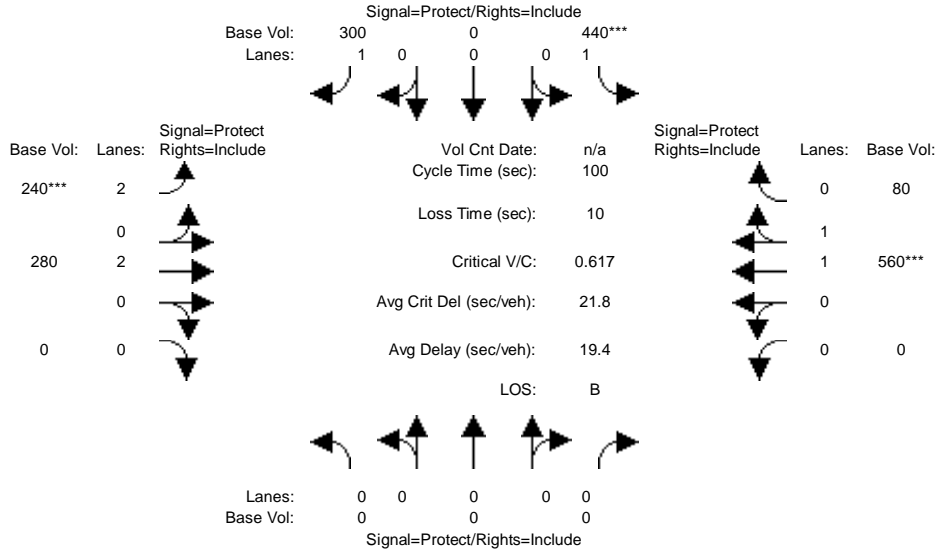 Signal=Protect/Rights=Include
Base Vol: 300 0 440***
Lanes: 1 0 0 0 1
Signal=Protect
Base Vol: Lanes: Rights=Include
Vol Cnt Date: n/a
Signal=Protect
Rights=Include Lanes: Base Vol:
Cycle Time (sec): 100
240*** 2
0 80
Loss Time (sec): 10
0
1
280 2
Critical V/C: 0.617
1 560***
0
Avg Crit Del (sec/veh): 21.8
0
0 0
Avg Delay (sec/veh): 19.4
0 0
LOS: B
Lanes: 0 0 0 0 0
Base Vol: 0 0 0
Signal=Protect/Rights=Include